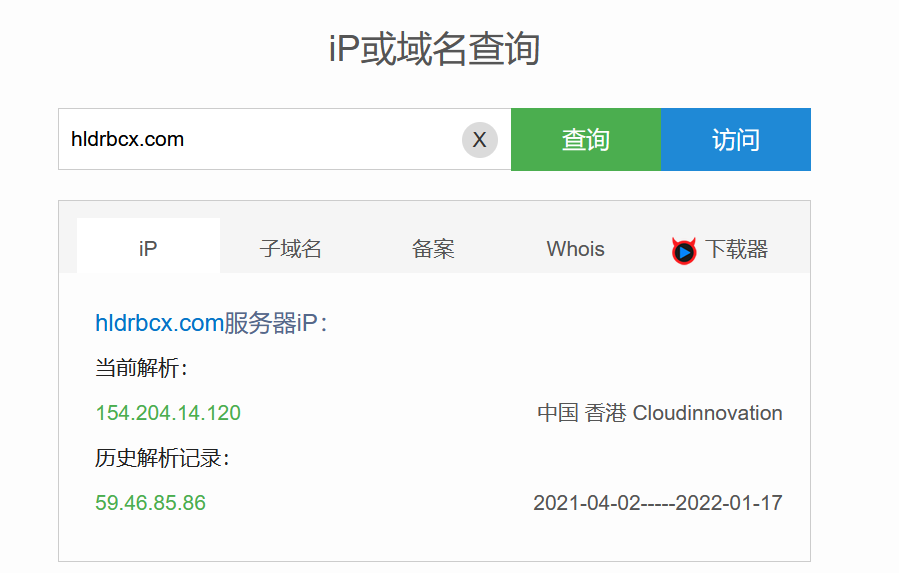 iP或域名查询
hldrbcx.com X 查询 访问
iP 子域名 备案 Whois 下载器
hldrbcx.com服务器iP：
当前解析：
154.204.14.120 中国 香港 Cloudinnovation
历史解析记录：
59.46.85.86 2021-04-02-----2022-01-17